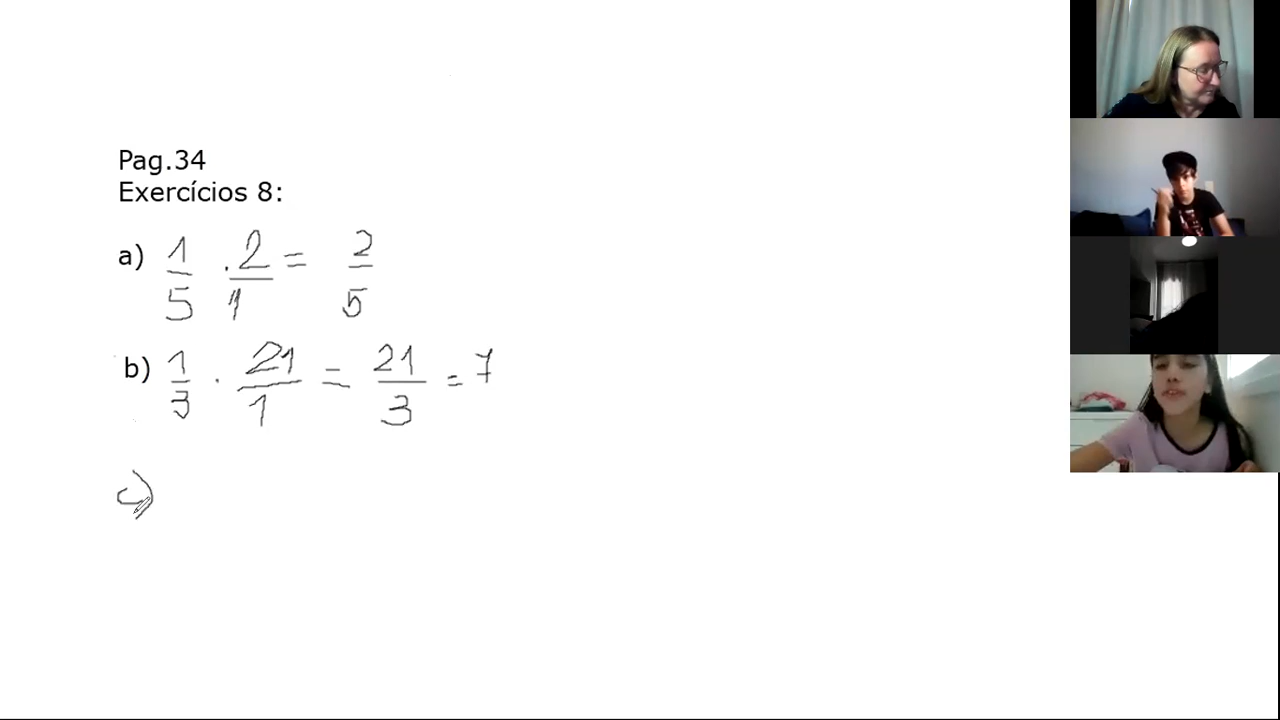 Pag.34
Exercícios 8:
a) 1/5 . 2/1 = 2/5
b) 1/3 . 21/1 = 21/3 = 7
c)